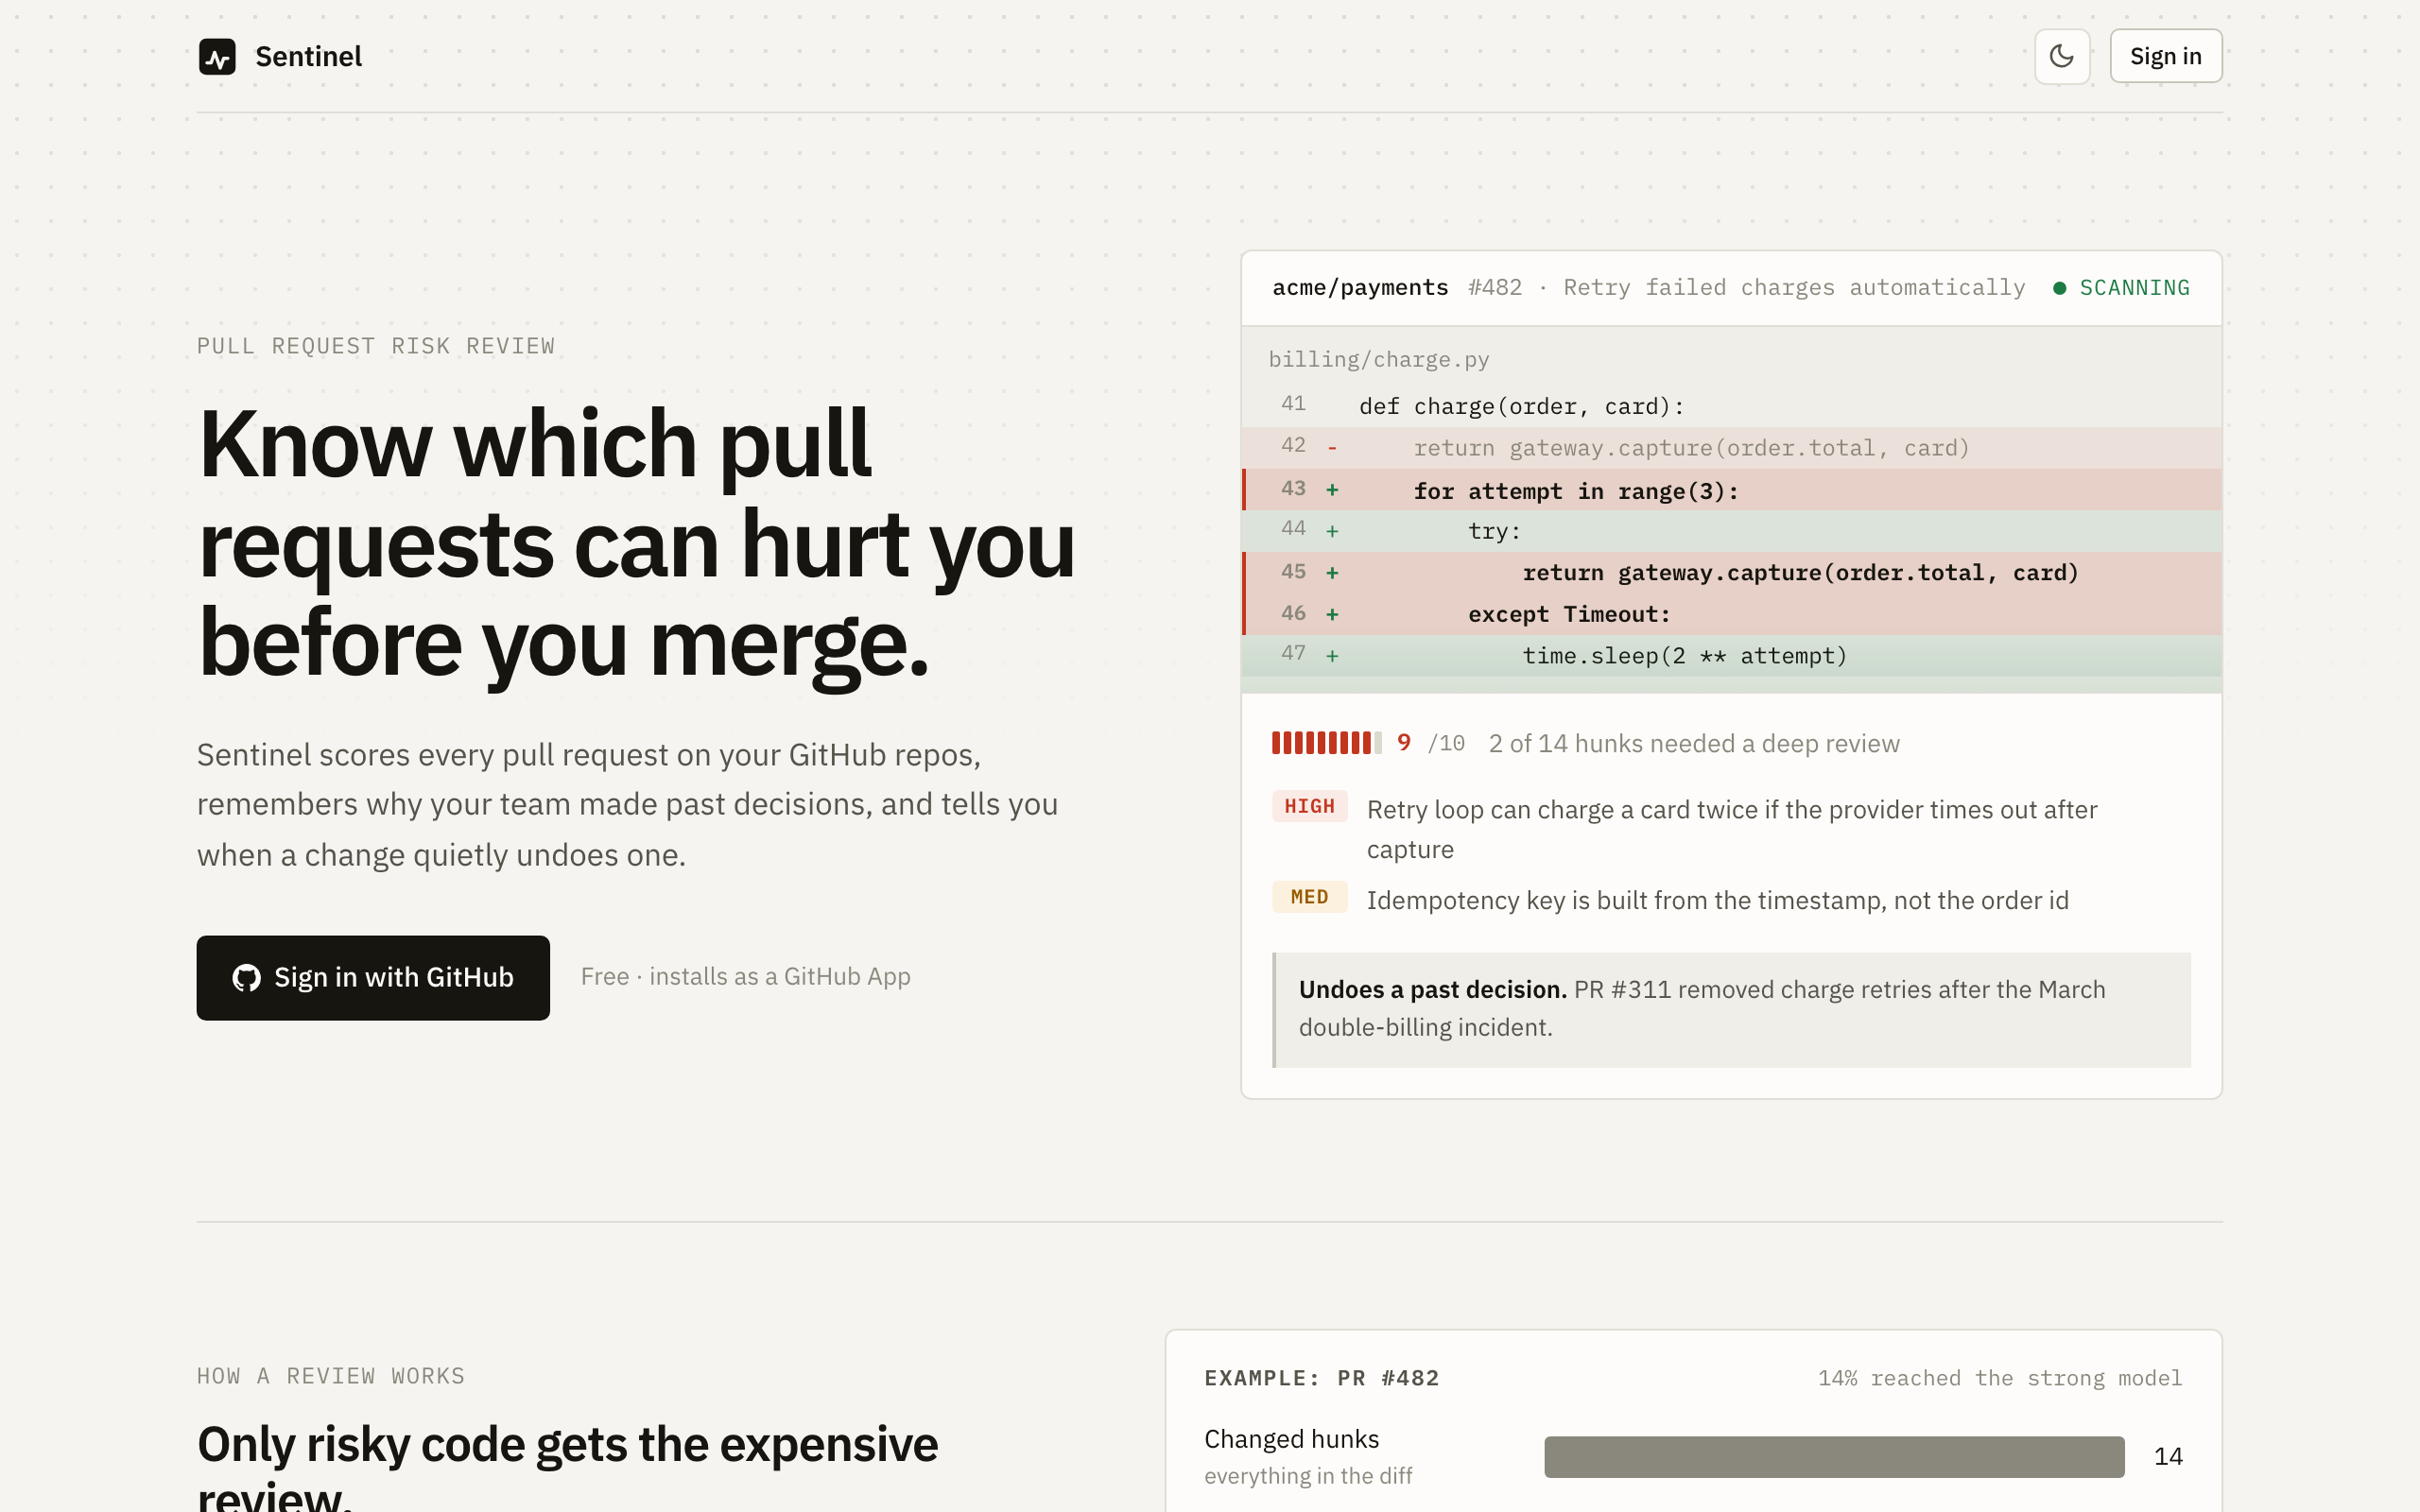 Sentinel
Sign in
PULL REQUEST RISK REVIEW
Know which pull
requests can hurt you
before you merge.
Sentinel scores every pull request on your GitHub repos,
remembers why your team made past decisions, and tells you
when a change quietly undoes one.
Sign in with GitHub
Free · installs as a GitHub App
acme/payments #482 · Retry failed charges automatically ● SCANNING
billing/charge.py
41 def charge(order, card):
42 - return gateway.capture(order.total, card)
43 + for attempt in range(3):
44 + try:
45 + return gateway.capture(order.total, card)
46 + except Timeout:
47 + time.sleep(2 ** attempt)
9 /10 2 of 14 hunks needed a deep review
HIGH Retry loop can charge a card twice if the provider times out after
capture
MED Idempotency key is built from the timestamp, not the order id
Undoes a past decision. PR #311 removed charge retries after the March
double-billing incident.
HOW A REVIEW WORKS
Only risky code gets the expensive
review.
EXAMPLE: PR #482 14% reached the strong model
Changed hunks
everything in the diff
14